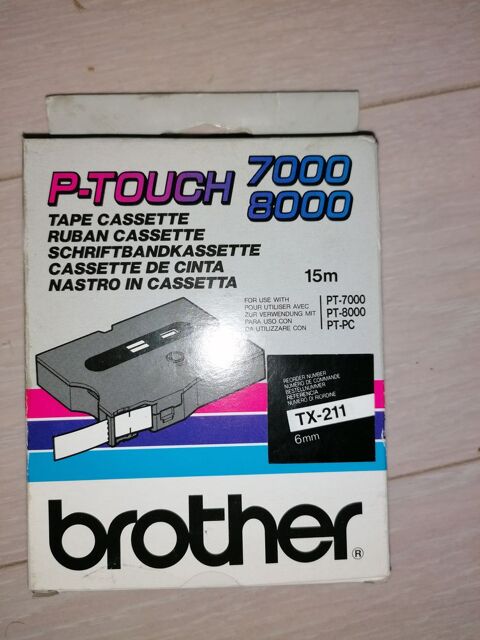 P-TOUCH 7000
8000
TAPE CASSETTE
RUBAN CASSETTE
SCHRIFTBANDKASSETTE
CASSETTE DE CINTA
NASTRO IN CASSETTA
15m
FOR USE WITH
POUR UTILISER AVEC
ZUR VERWENDUNG MIT
PARA USO CON
DA UTILIZZARE CON
PT-7000
PT-8000
PT-PC
REORDER NUMBER
NUMÉRO DE COMMANDE
BESTELLNUMMER
REFERENCIA
NUMERO DI RIORDINE
TX-211
6mm
brother®